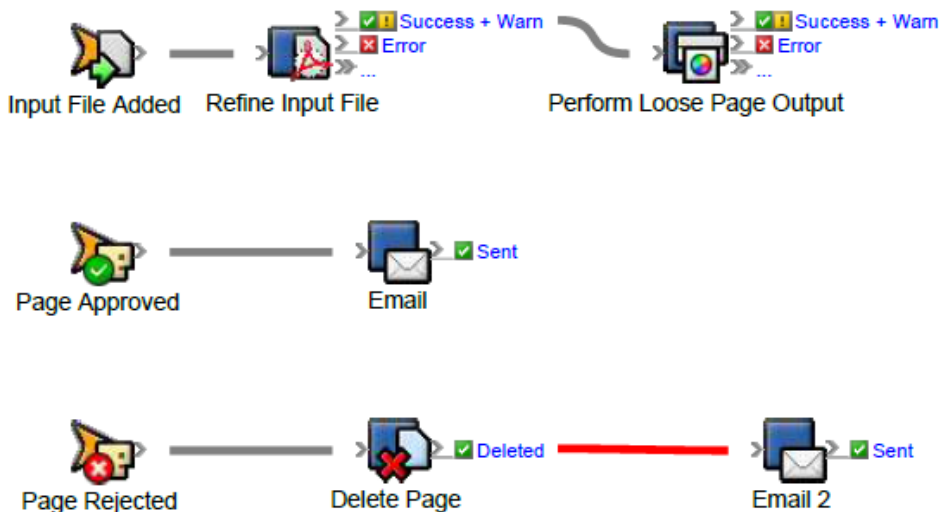 Success + Warn
Error
...
Input File Added
Refine Input File
Success + Warn
Error
...
Perform Loose Page Output
Page Approved
Sent
Email
Page Rejected
Deleted
Delete Page
Sent
Email 2